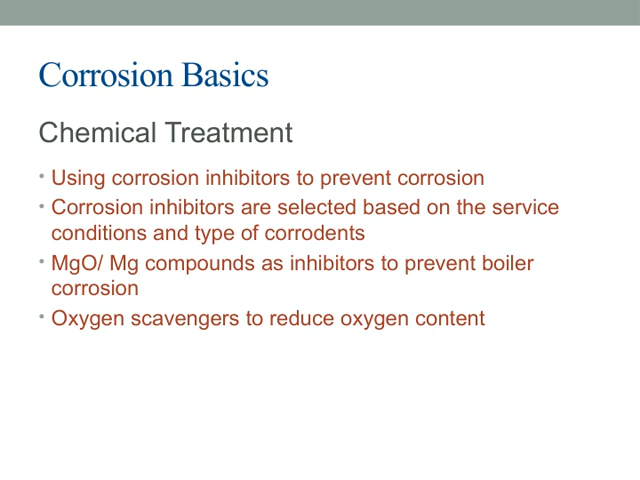 Corrosion Basics
Chemical Treatment
• Using corrosion inhibitors to prevent corrosion
• Corrosion inhibitors are selected based on the service
conditions and type of corrodents
• MgO/ Mg compounds as inhibitors to prevent boiler
corrosion
• Oxygen scavengers to reduce oxygen content